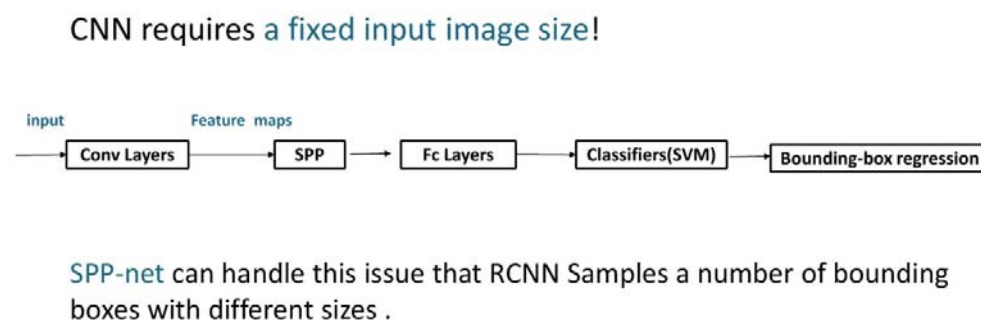 CNN requires a fixed input image size!
input
Feature maps
Conv Layers
SPP
Fc Layers
Classifiers(SVM)
Bounding-box regression
SPP-net can handle this issue that RCNN Samples a number of bounding
boxes with different sizes .